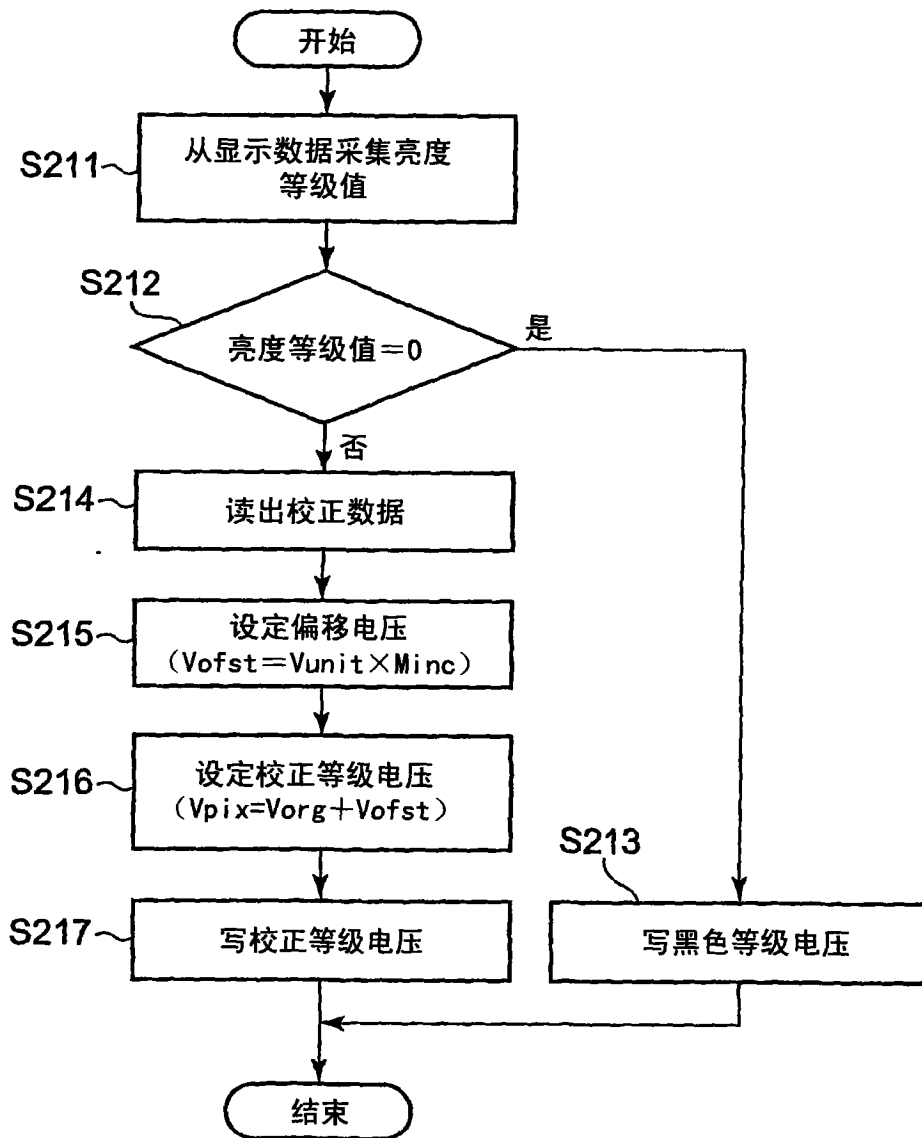 开始
S211
从显示数据采集亮度
等级值
S212
亮度等级值=0
是
否
S214
读出校正数据
S215
设定偏移电压
(Vofst=Vunit×Minc)
S216
设定校正等级电压
(Vpix=Vorg+Vofst)
S213
S217
写校正等级电压
写黑色等级电压
结束